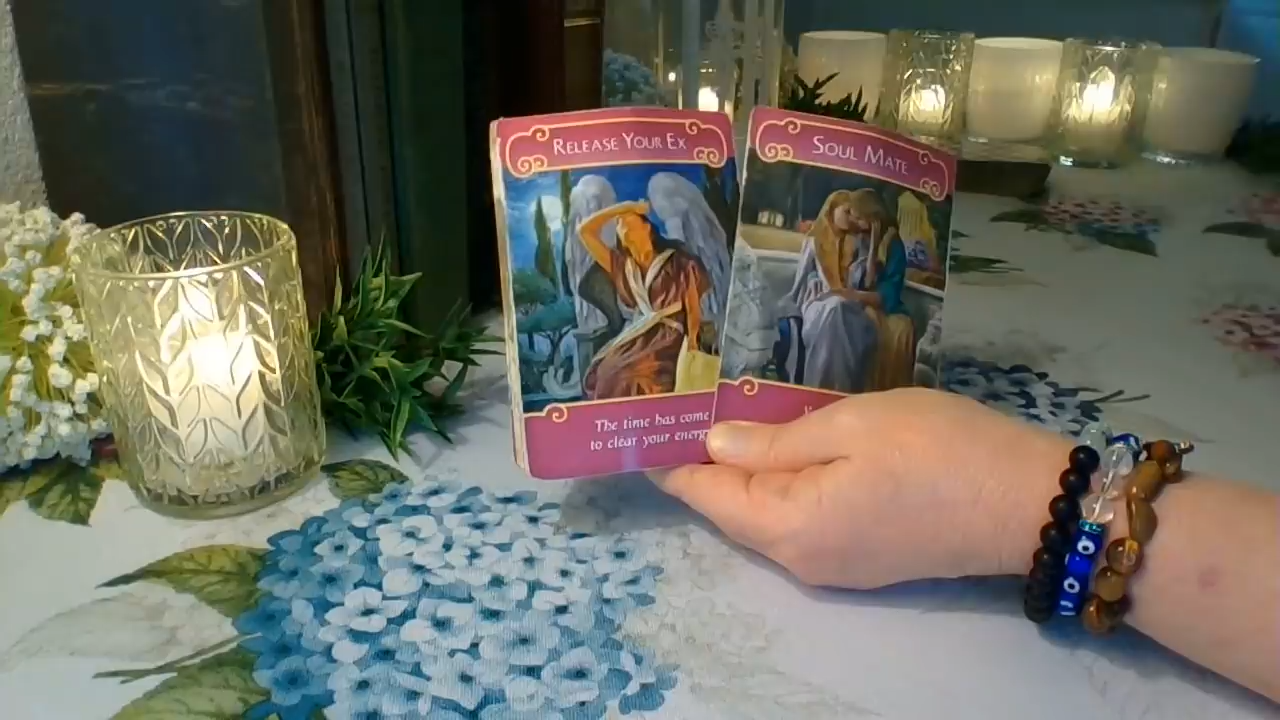 RELEASE YOUR EX
The time has come
to clear your energy
SOUL MATE